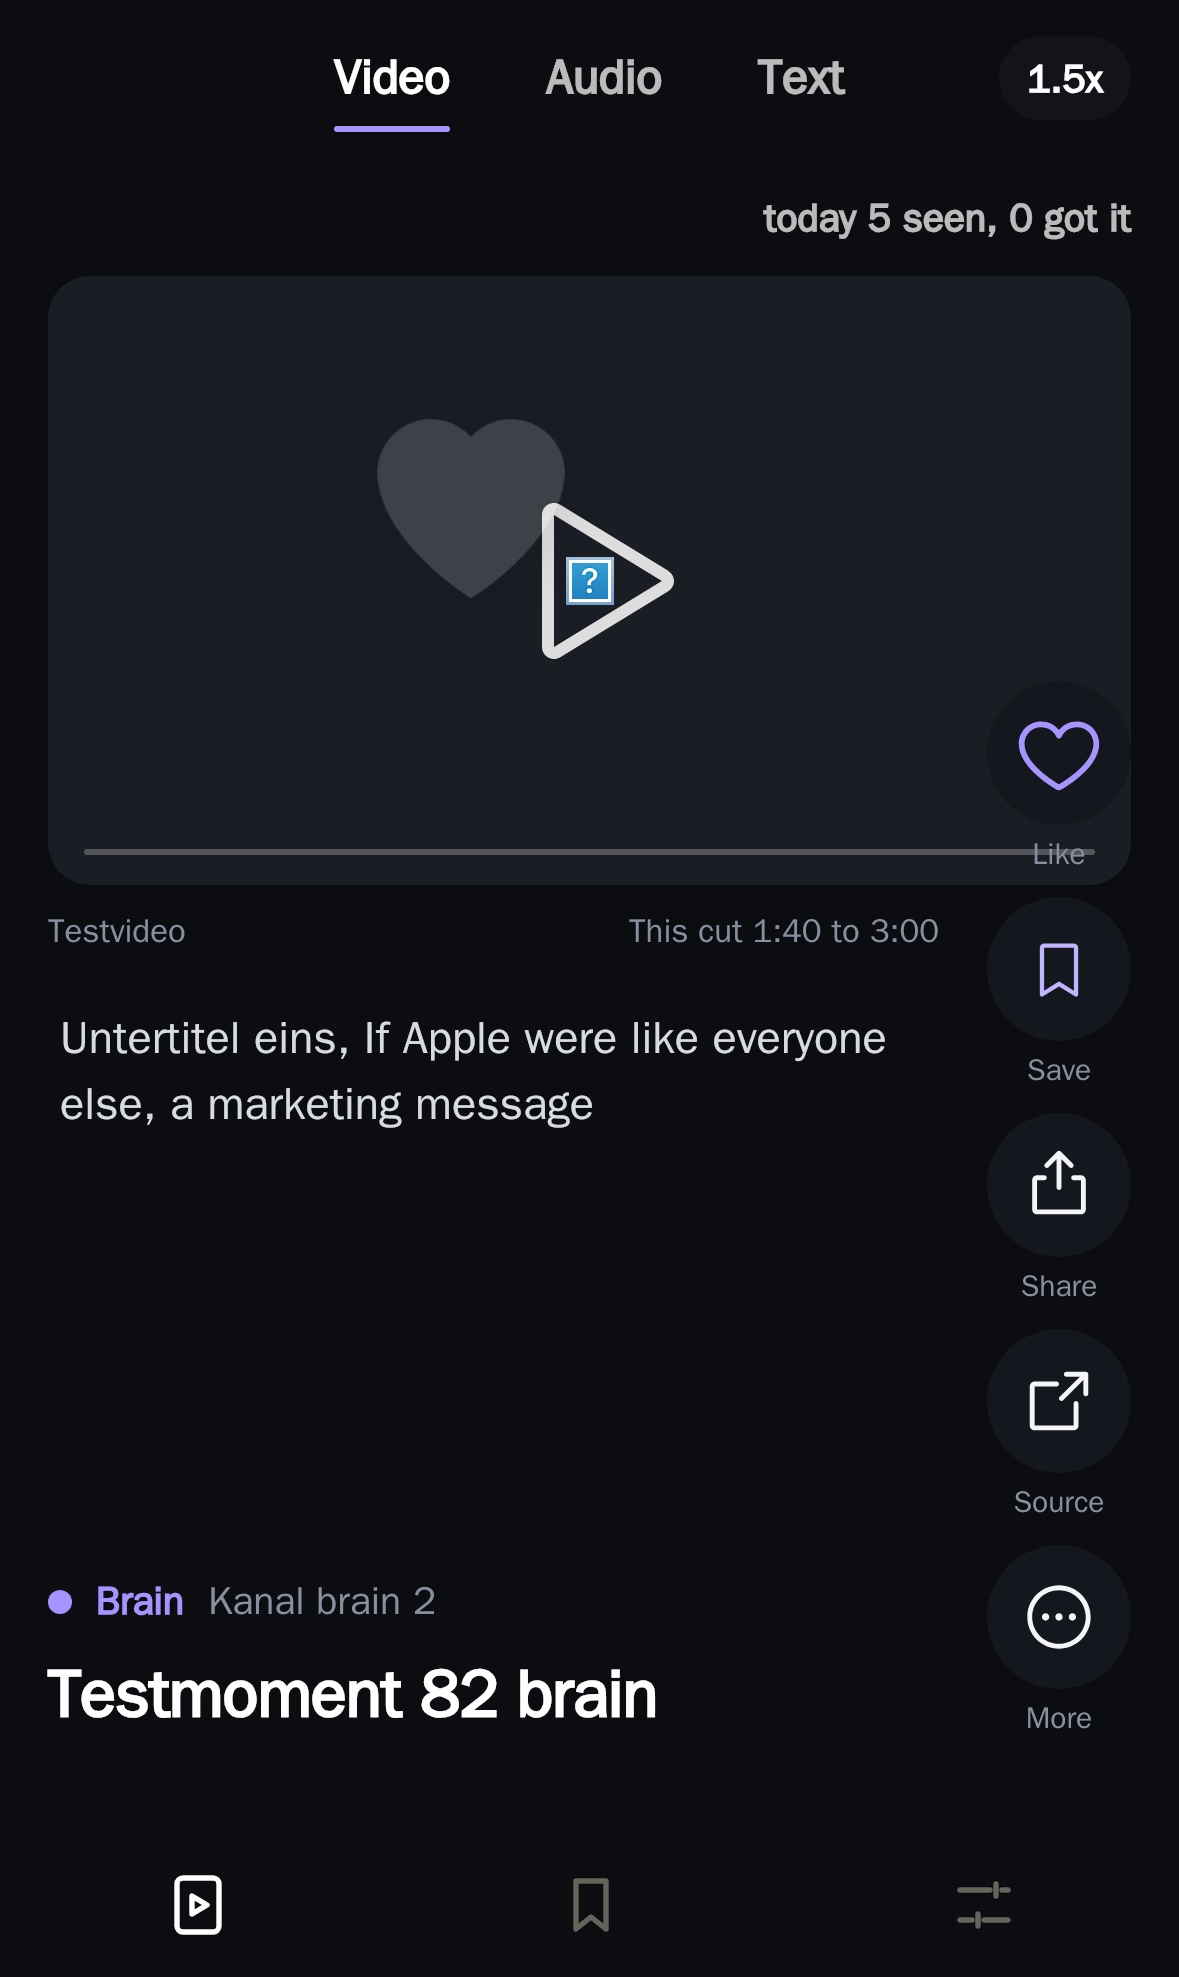 Video Audio Text 1.5x
today 5 seen, 0 got it
?
Like
Testvideo This cut 1:40 to 3:00
Untertitel eins, If Apple were like everyone
else, a marketing message
Save
Share
Source
Brain Kanal brain 2
Testmoment 82 brain
More